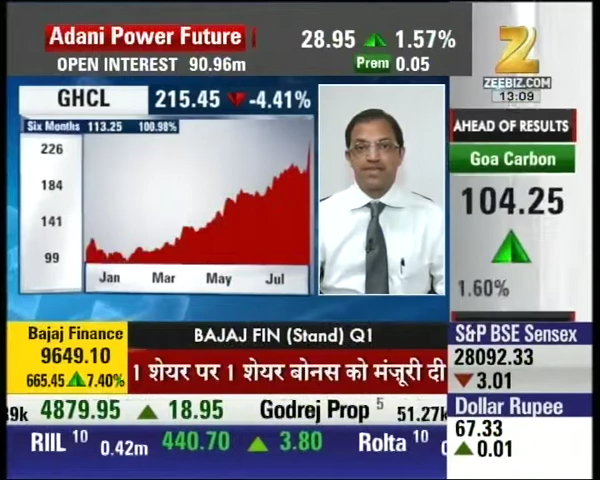 Adani Power Future 28.95 1.57%
OPEN INTEREST 90.96m Prem 0.05
Z
ZEEBIZ.COM
13:09
GHCL 215.45 -4.41%
Six Months 113.25 100.98%
226
184
141
99
Jan Mar May Jul
AHEAD OF RESULTS
Goa Carbon
104.25
1.60%
Bajaj Finance
9649.10
665.45 7.40%
BAJAJ FIN (Stand) Q1
1 शेयर पर 1 शेयर बोनस को मंजूरी दी
S&P BSE Sensex
28092.33
3.01
Dollar Rupee
67.33
0.01
39k 4879.95 18.95 Godrej Prop 5 51.27k
RIIL 10 0.42m 440.70 3.80 Rolta 10